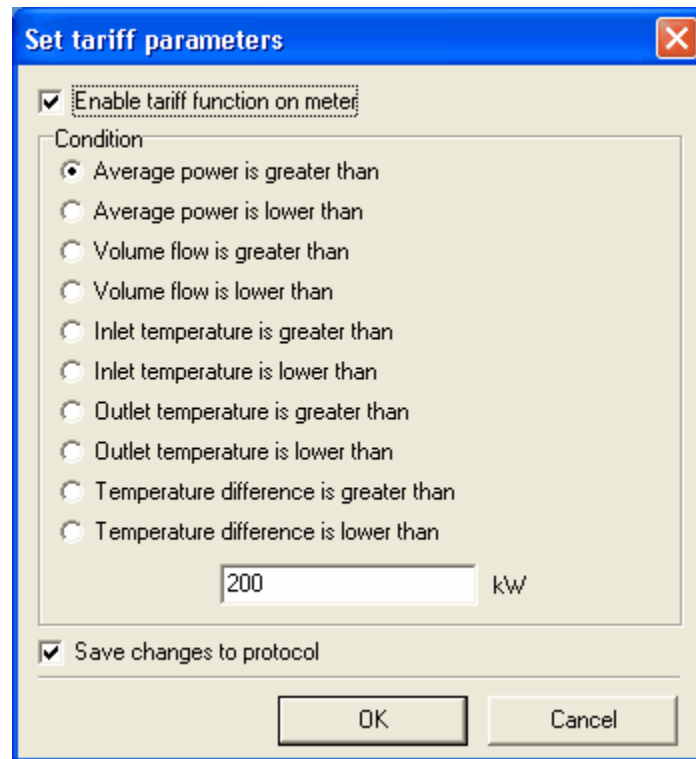 Set tariff parameters
Enable tariff function on meter
Condition
Average power is greater than
Average power is lower than
Volume flow is greater than
Volume flow is lower than
Inlet temperature is greater than
Inlet temperature is lower than
Outlet temperature is greater than
Outlet temperature is lower than
Temperature difference is greater than
Temperature difference is lower than
200 kW
Save changes to protocol
OK Cancel